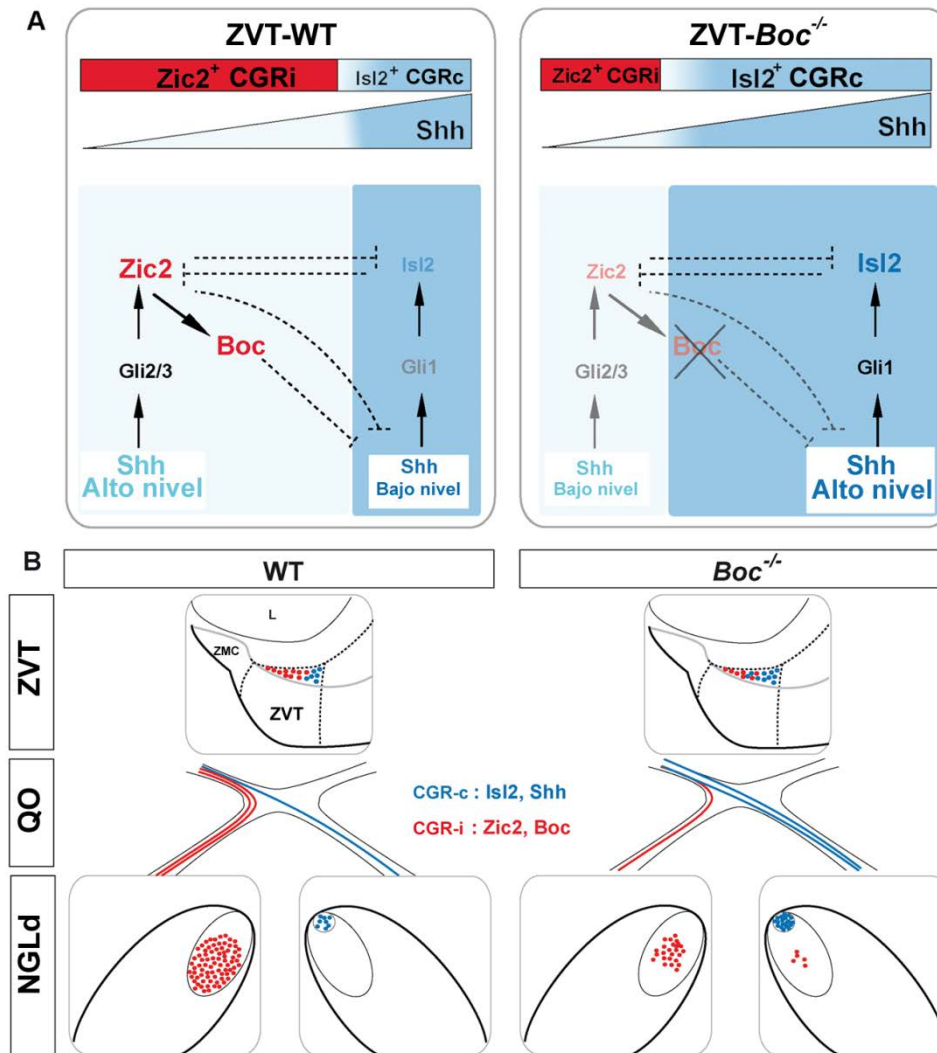 A
ZVT-WT
Zic2+ CGRi
Isl2+ CGRc
Shh
Zic2
Isl2
Boc
Gli2/3
Gli1
Shh
Alto nivel
Shh
Bajo nivel
ZVT-Boc-/-
Zic2+ CGRi
Isl2+ CGRc
Shh
Zic2
Isl2
Boc
Gli2/3
Gli1
Shh
Bajo nivel
Shh
Alto nivel
B
WT
Boc-/-
ZVT
L
ZMC
ZVT
L
ZMC
ZVT
QO
CGR-c : Isl2, Shh
CGR-i : Zic2, Boc
NGLd